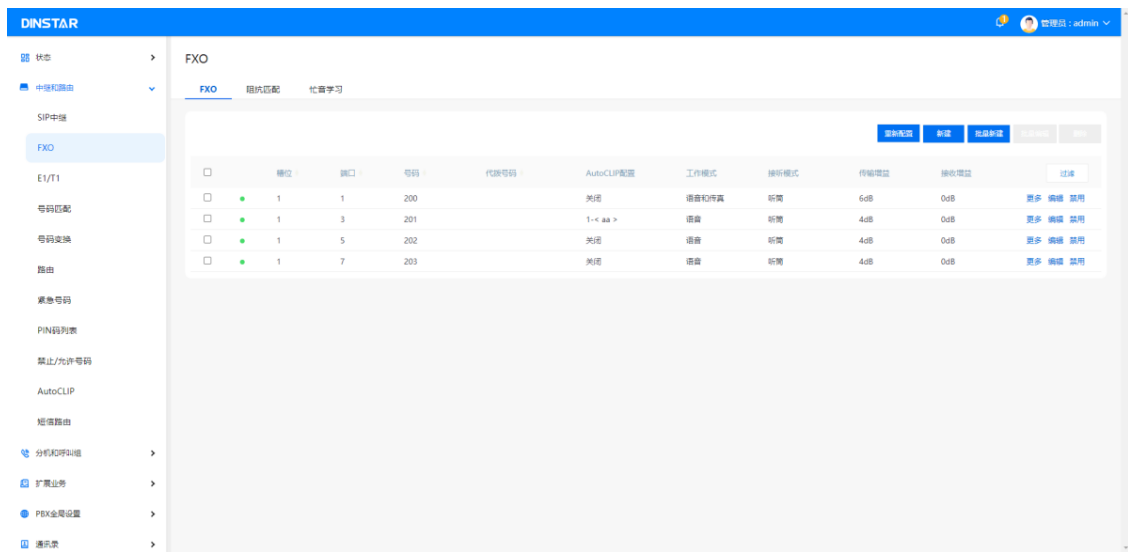 DINSTAR
1
管理员：admin
状态
中继和路由
SIP中继
FXO
E1/T1
号码匹配
号码变换
路由
紧急号码
PIN码列表
禁止/允许号码
AutoCLIP
短信路由
分机和呼叫组
扩展业务
PBX全局设置
通讯录
FXO
FXO 阻抗匹配 忙音学习
重新配置 新建 批量新建 删除
槽位 端口 号码 代拨号码 AutoCLIP配置 工作模式 接听模式 传输增益 接收增益 过滤
1 1 200 关闭 语音和传真 听筒 6dB 0dB 更多 编辑 禁用
1 3 201 1-< aa > 语音 听筒 4dB 0dB 更多 编辑 禁用
1 5 202 关闭 语音 听筒 4dB 0dB 更多 编辑 禁用
1 7 203 关闭 语音 听筒 4dB 0dB 更多 编辑 禁用